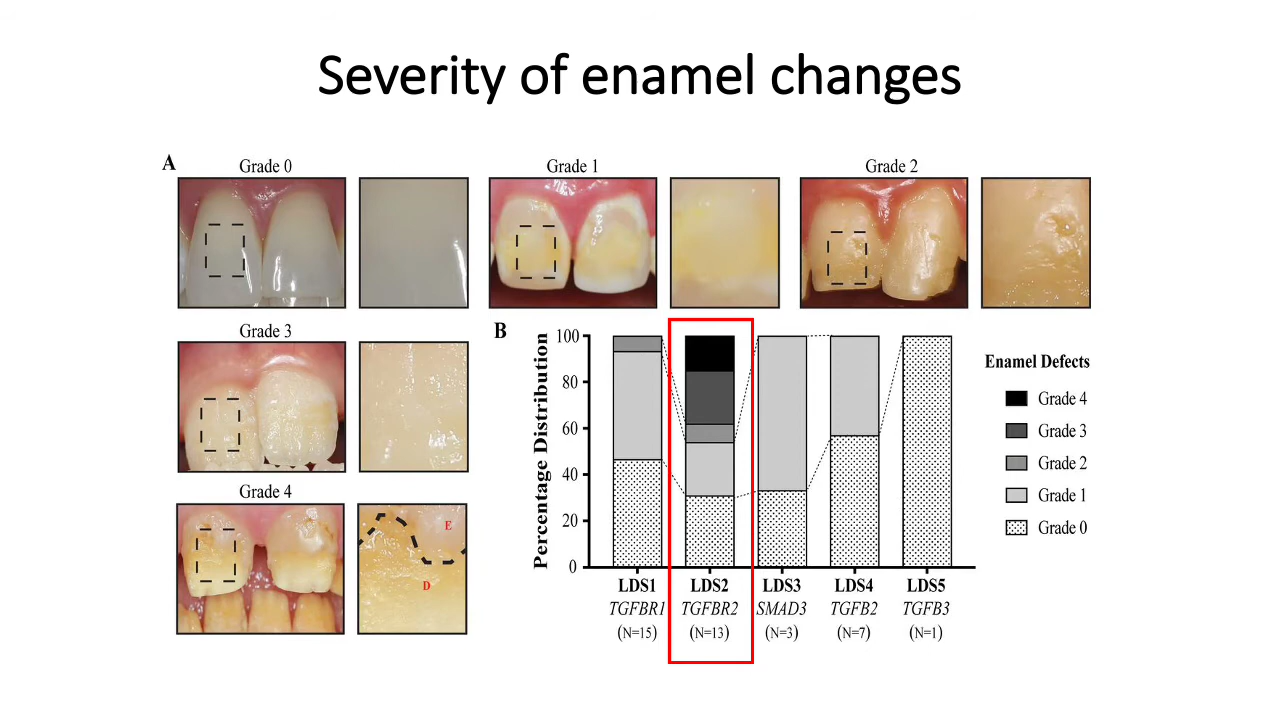 Severity of enamel changes
A
Grade 0
Grade 1
Grade 2
Grade 3
Grade 4
E
D
B
Percentage Distribution
100
80
60
40
20
0
LDS1 LDS2 LDS3 LDS4 LDS5
TGFBR1 TGFBR2 SMAD3 TGFB2 TGFB3
(N=15) (N=13) (N=3) (N=7) (N=1)
Enamel Defects
Grade 4
Grade 3
Grade 2
Grade 1
Grade 0